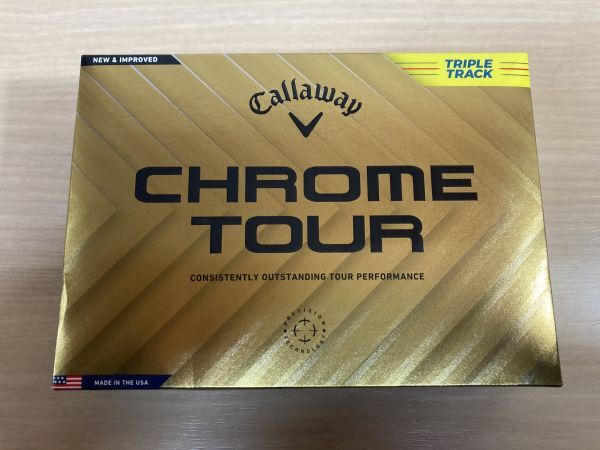 NEW & IMPROVED
TRIPLE
TRACK
Callaway
CHROME
TOUR
CONSISTENTLY OUTSTANDING TOUR PERFORMANCE
PRECISION
TECHNOLOGY
MADE IN THE USA